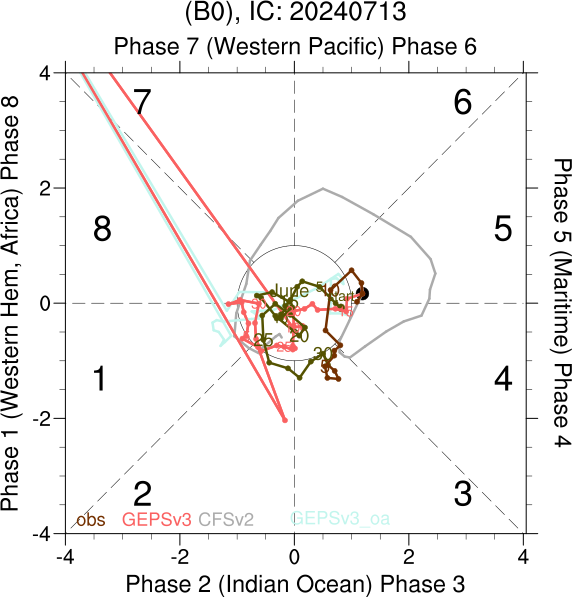 (B0), IC: 20240713
Phase 7 (Western Pacific) Phase 6
Phase 1 (Western Hem, Africa) Phase 8
Phase 5 (Maritime) Phase 4
4
2
0
-2
-4
7
6
8
5
1
4
2
3
June
20
25
30
5
obs GEPSv3 CFSv2 GEPSv3_oa
-4 -2 0 2 4
Phase 2 (Indian Ocean) Phase 3